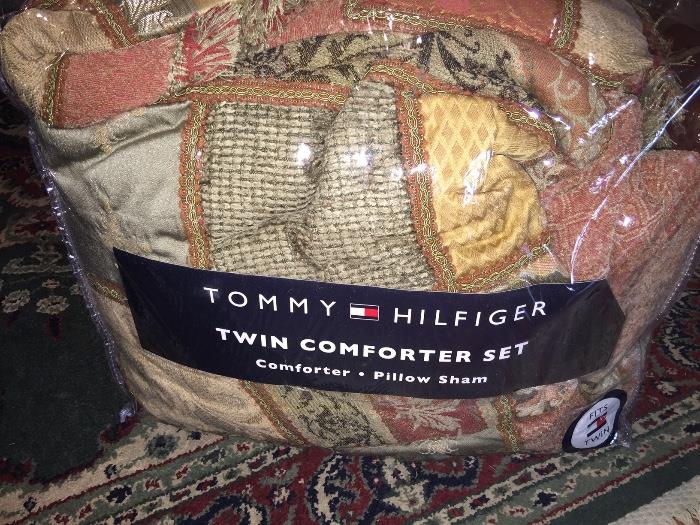 TOMMY HILFIGER
TWIN COMFORTER SET
Comforter • Pillow Sham
FITS
TWIN